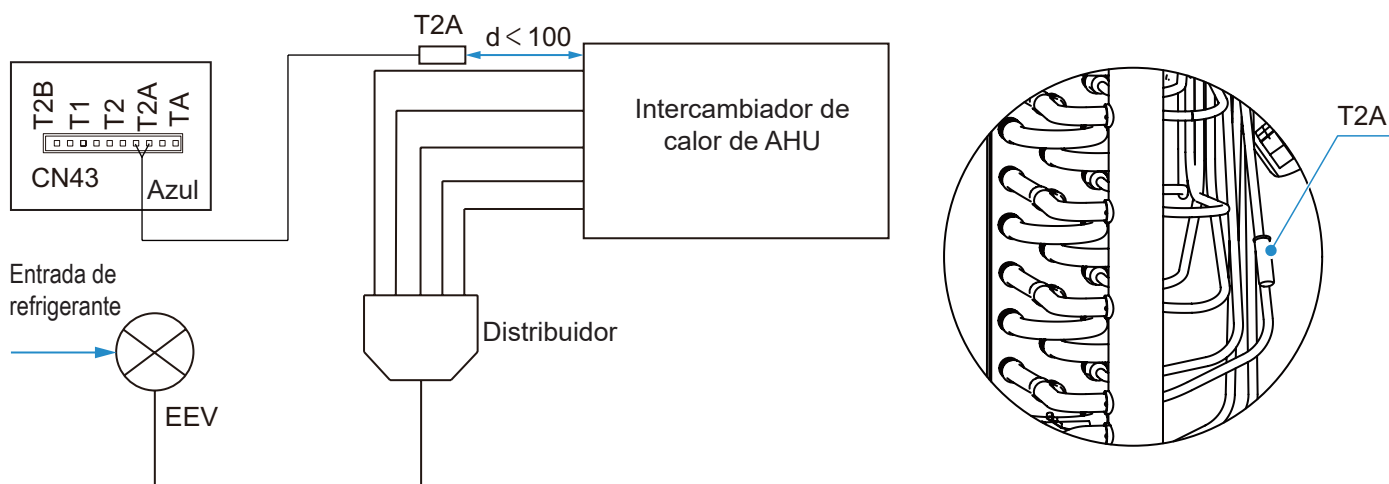 T2A
d < 100
T2B
T1
T2
T2A
TA
CN43
Azul
Intercambiador de
calor de AHU
T2A
Entrada de
refrigerante
Distribuidor
EEV